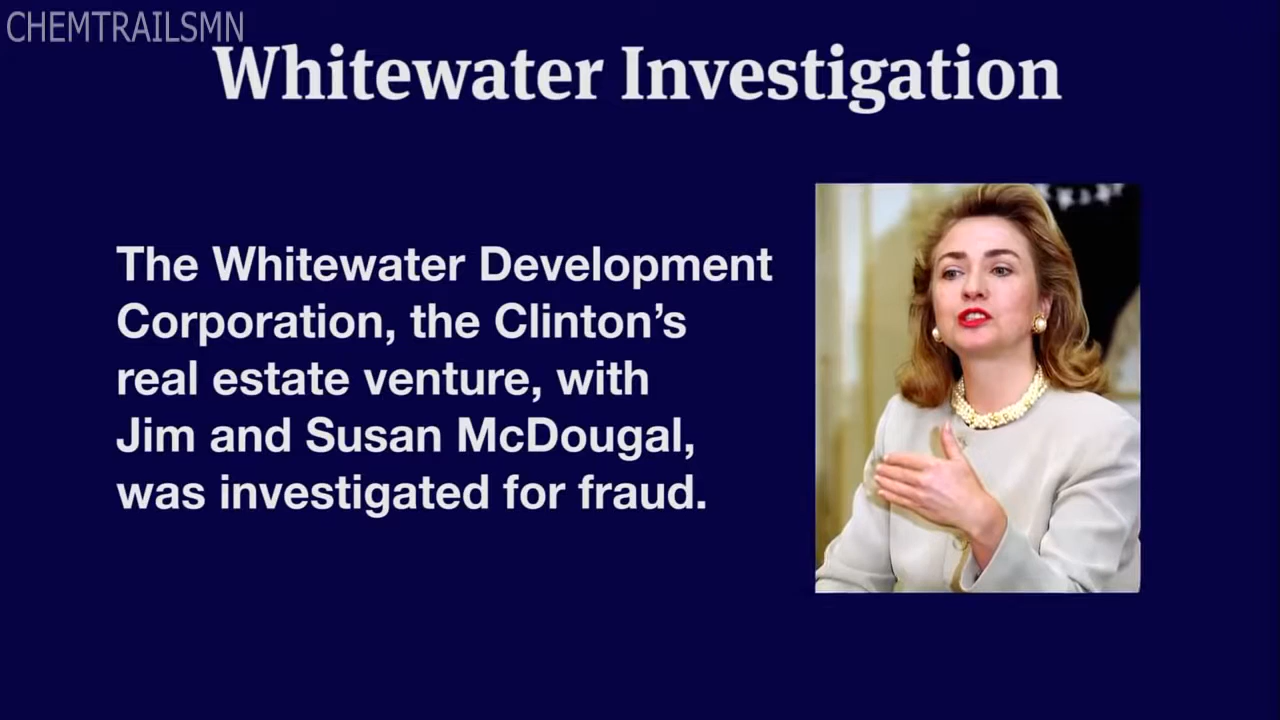 CHEMTRAILSMN
Whitewater Investigation
The Whitewater Development
Corporation, the Clinton’s
real estate venture, with
Jim and Susan McDougal,
was investigated for fraud.